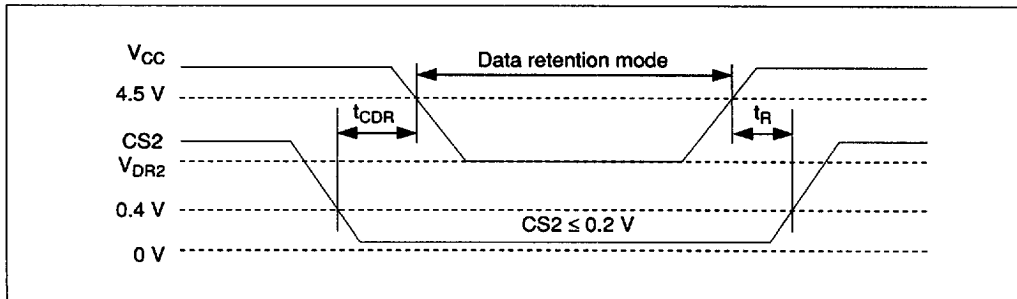 V_CC
Data retention mode
4.5 V
t_CDR
t_R
CS2
V_DR2
0.4 V
CS2 ≤ 0.2 V
0 V